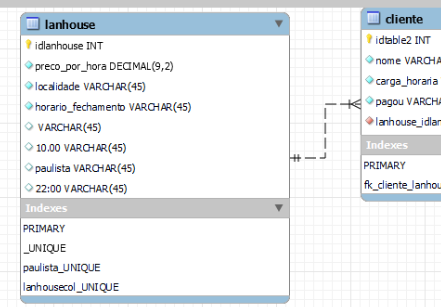 lanhouse
idlanhouse INT
preco_por_hora DECIMAL(9,2)
localidade VARCHAR(45)
horario_fechamento VARCHAR(45)
VARCHAR(45)
10.00 VARCHAR(45)
paulista VARCHAR(45)
22:00 VARCHAR(45)
Indexes
PRIMARY
_UNIQUE
paulista_UNIQUE
lanhousecol_UNIQUE
cliente
idtable2 INT
nome VARCHA
carga_horaria
pagou VARCHA
lanhouse_idlan
Indexes
PRIMARY
fk_cliente_lanhou